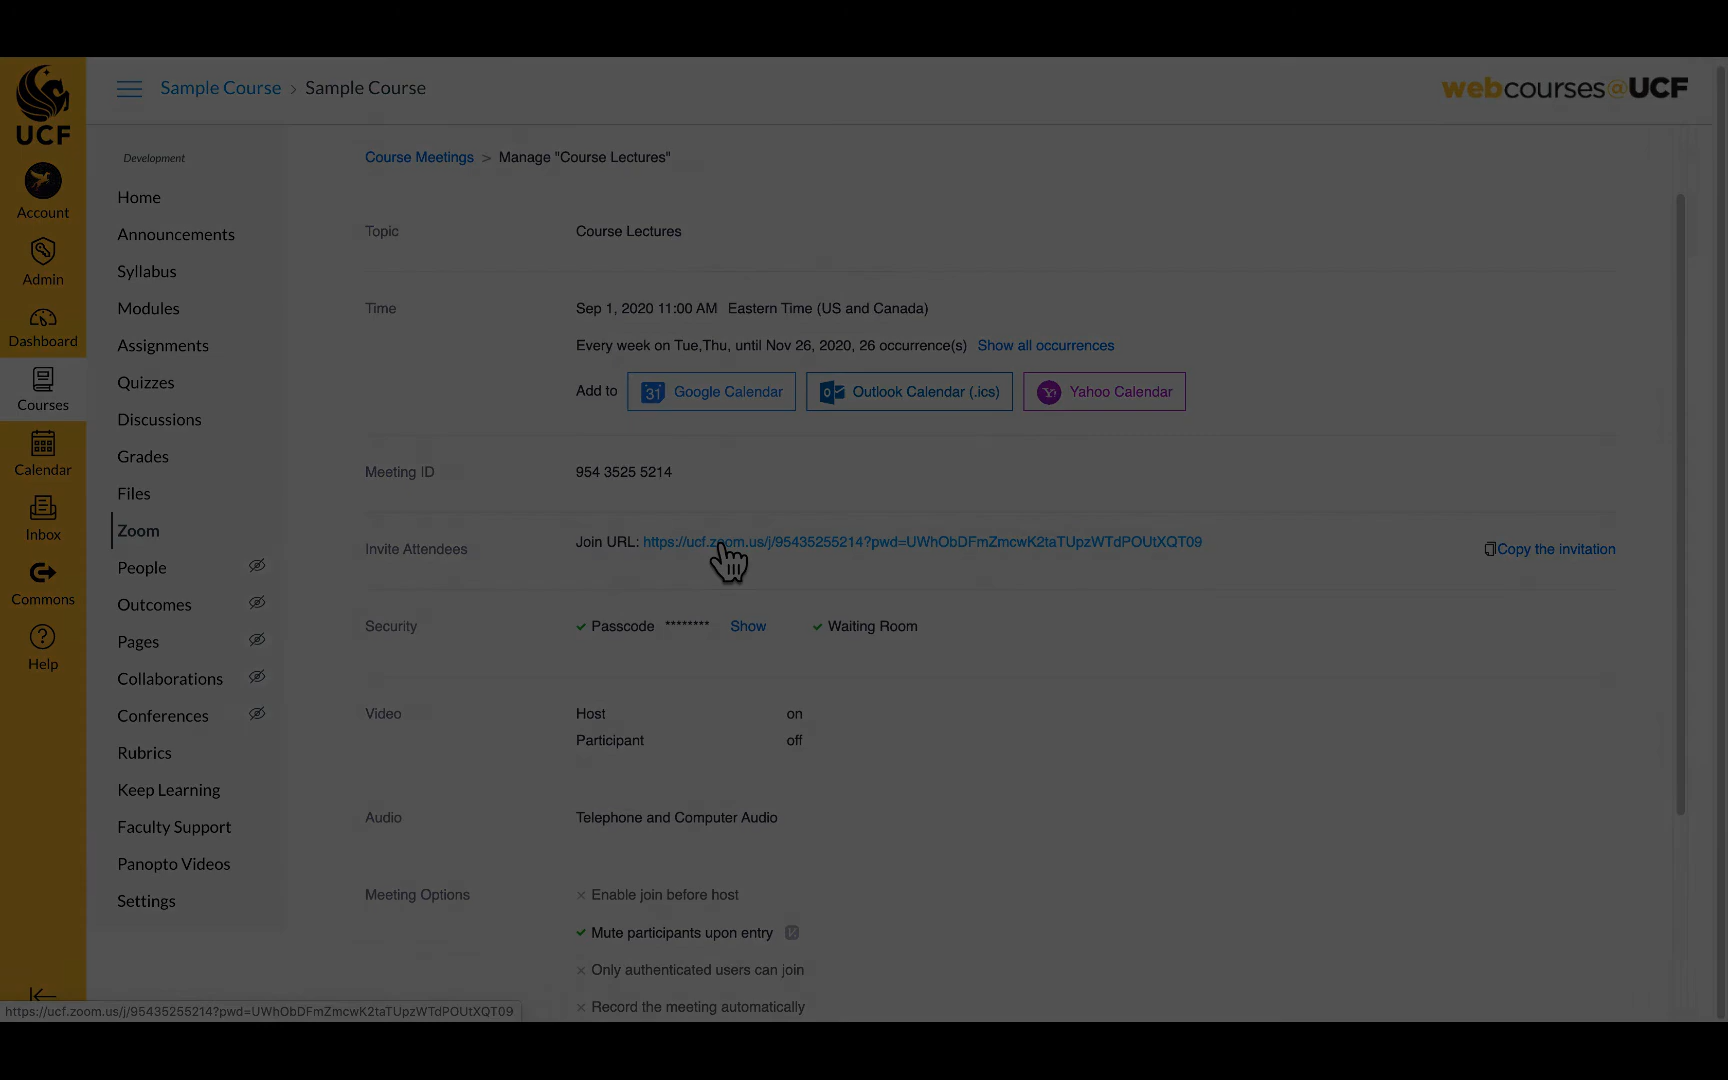 UCF
Account
Admin
Dashboard
Courses
Calendar
Inbox
Commons
Help
Sample Course › Sample Course
webcourses@UCF
Development
Home
Announcements
Syllabus
Modules
Assignments
Quizzes
Discussions
Grades
Files
Zoom
People
Outcomes
Pages
Collaborations
Conferences
Rubrics
Keep Learning
Faculty Support
Panopto Videos
Settings
Course Meetings > Manage "Course Lectures"
Topic Course Lectures
Time Sep 1, 2020 11:00 AM Eastern Time (US and Canada)
Every week on Tue,Thu, until Nov 26, 2020, 26 occurrence(s) Show all occurrences
Add to 31 Google Calendar Outlook Calendar (.ics) Yahoo Calendar
Meeting ID 954 3525 5214
Invite Attendees Join URL: https://ucf.zoom.us/j/95435255214?pwd=UWhObDFmZmcwK2taTUpzWTdPOUtXQT09 Copy the invitation
Security Passcode ******** Show Waiting Room
Video Host on
Participant off
Audio Telephone and Computer Audio
Meeting Options Enable join before host
Mute participants upon entry
Only authenticated users can join
Record the meeting automatically
https://ucf.zoom.us/j/95435255214?pwd=UWhObDFmZmcwK2taTUpzWTdPOUtXQT09